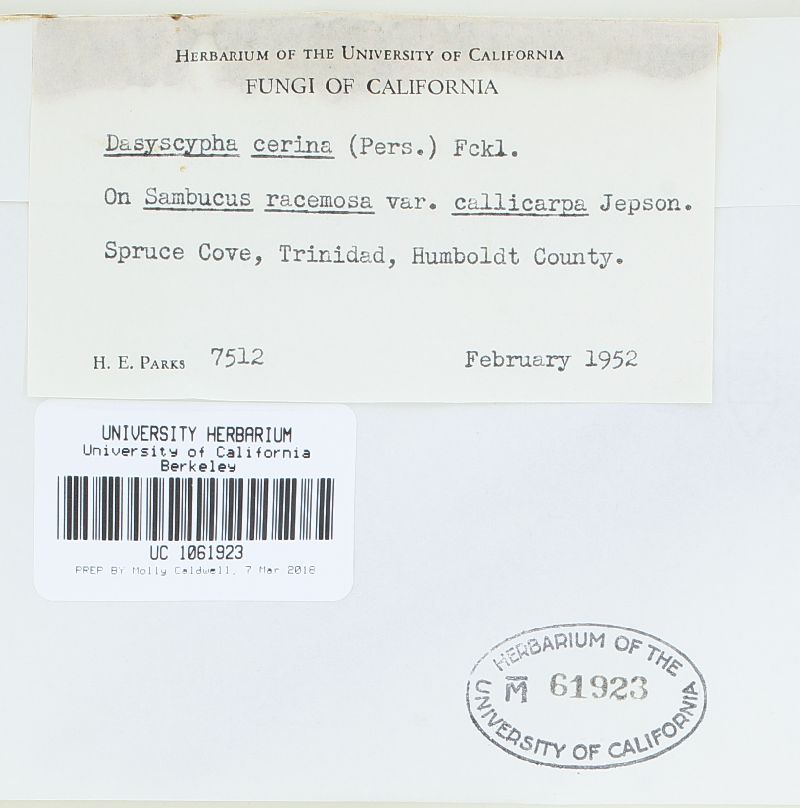 HERBARIUM OF THE UNIVERSITY OF CALIFORNIA
FUNGI OF CALIFORNIA
Dasyscypha cerina (Pers.) Fckl.
On Sambucus racemosa var. callicarpa Jepson.
Spruce Cove, Trinidad, Humboldt County.
H. E. PARKS 7512 February 1952
UNIVERSITY HERBARIUM
University of California
Berkeley
UC 1061923
PREP BY Molly Caldwell, 7 Mar 2018
HERBARIUM OF THE
M̅ 61923
UNIVERSITY OF CALIFORNIA